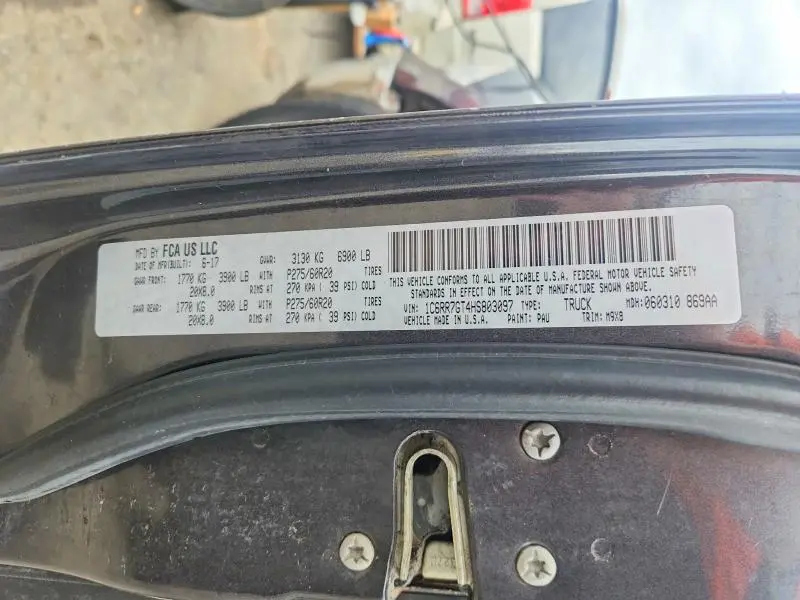 MFD BY FCA US LLC
DATE OF MFR(BUILT): 6-17 GVWR: 3130 KG 6900 LB
GAWR FRONT: 1770 KG 3900 LB WITH P275/60R20 TIRES
20X8.0 RIMS AT 270 KPA ( 39 PSI) COLD
GAWR REAR: 1770 KG 3900 LB WITH P275/60R20 TIRES
20X8.0 RIMS AT 270 KPA ( 39 PSI) COLD
THIS VEHICLE CONFORMS TO ALL APPLICABLE U.S.A. FEDERAL MOTOR VEHICLE SAFETY
STANDARDS IN EFFECT ON THE DATE OF MANUFACTURE SHOWN ABOVE.
VIN: 1C6RR7GT4HS803097 TYPE: TRUCK MDH: 060310 869AA
VEHICLE MADE IN U.S.A. PAINT: PAU TRIM: M9X8